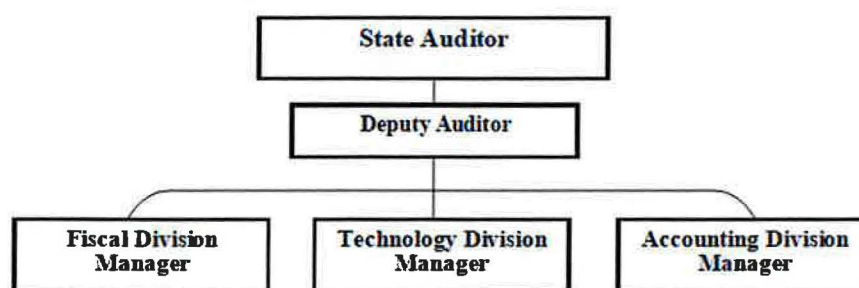 State Auditor
Deputy Auditor
Fiscal Division
Manager
Technology Division
Manager
Accounting Division
Manager